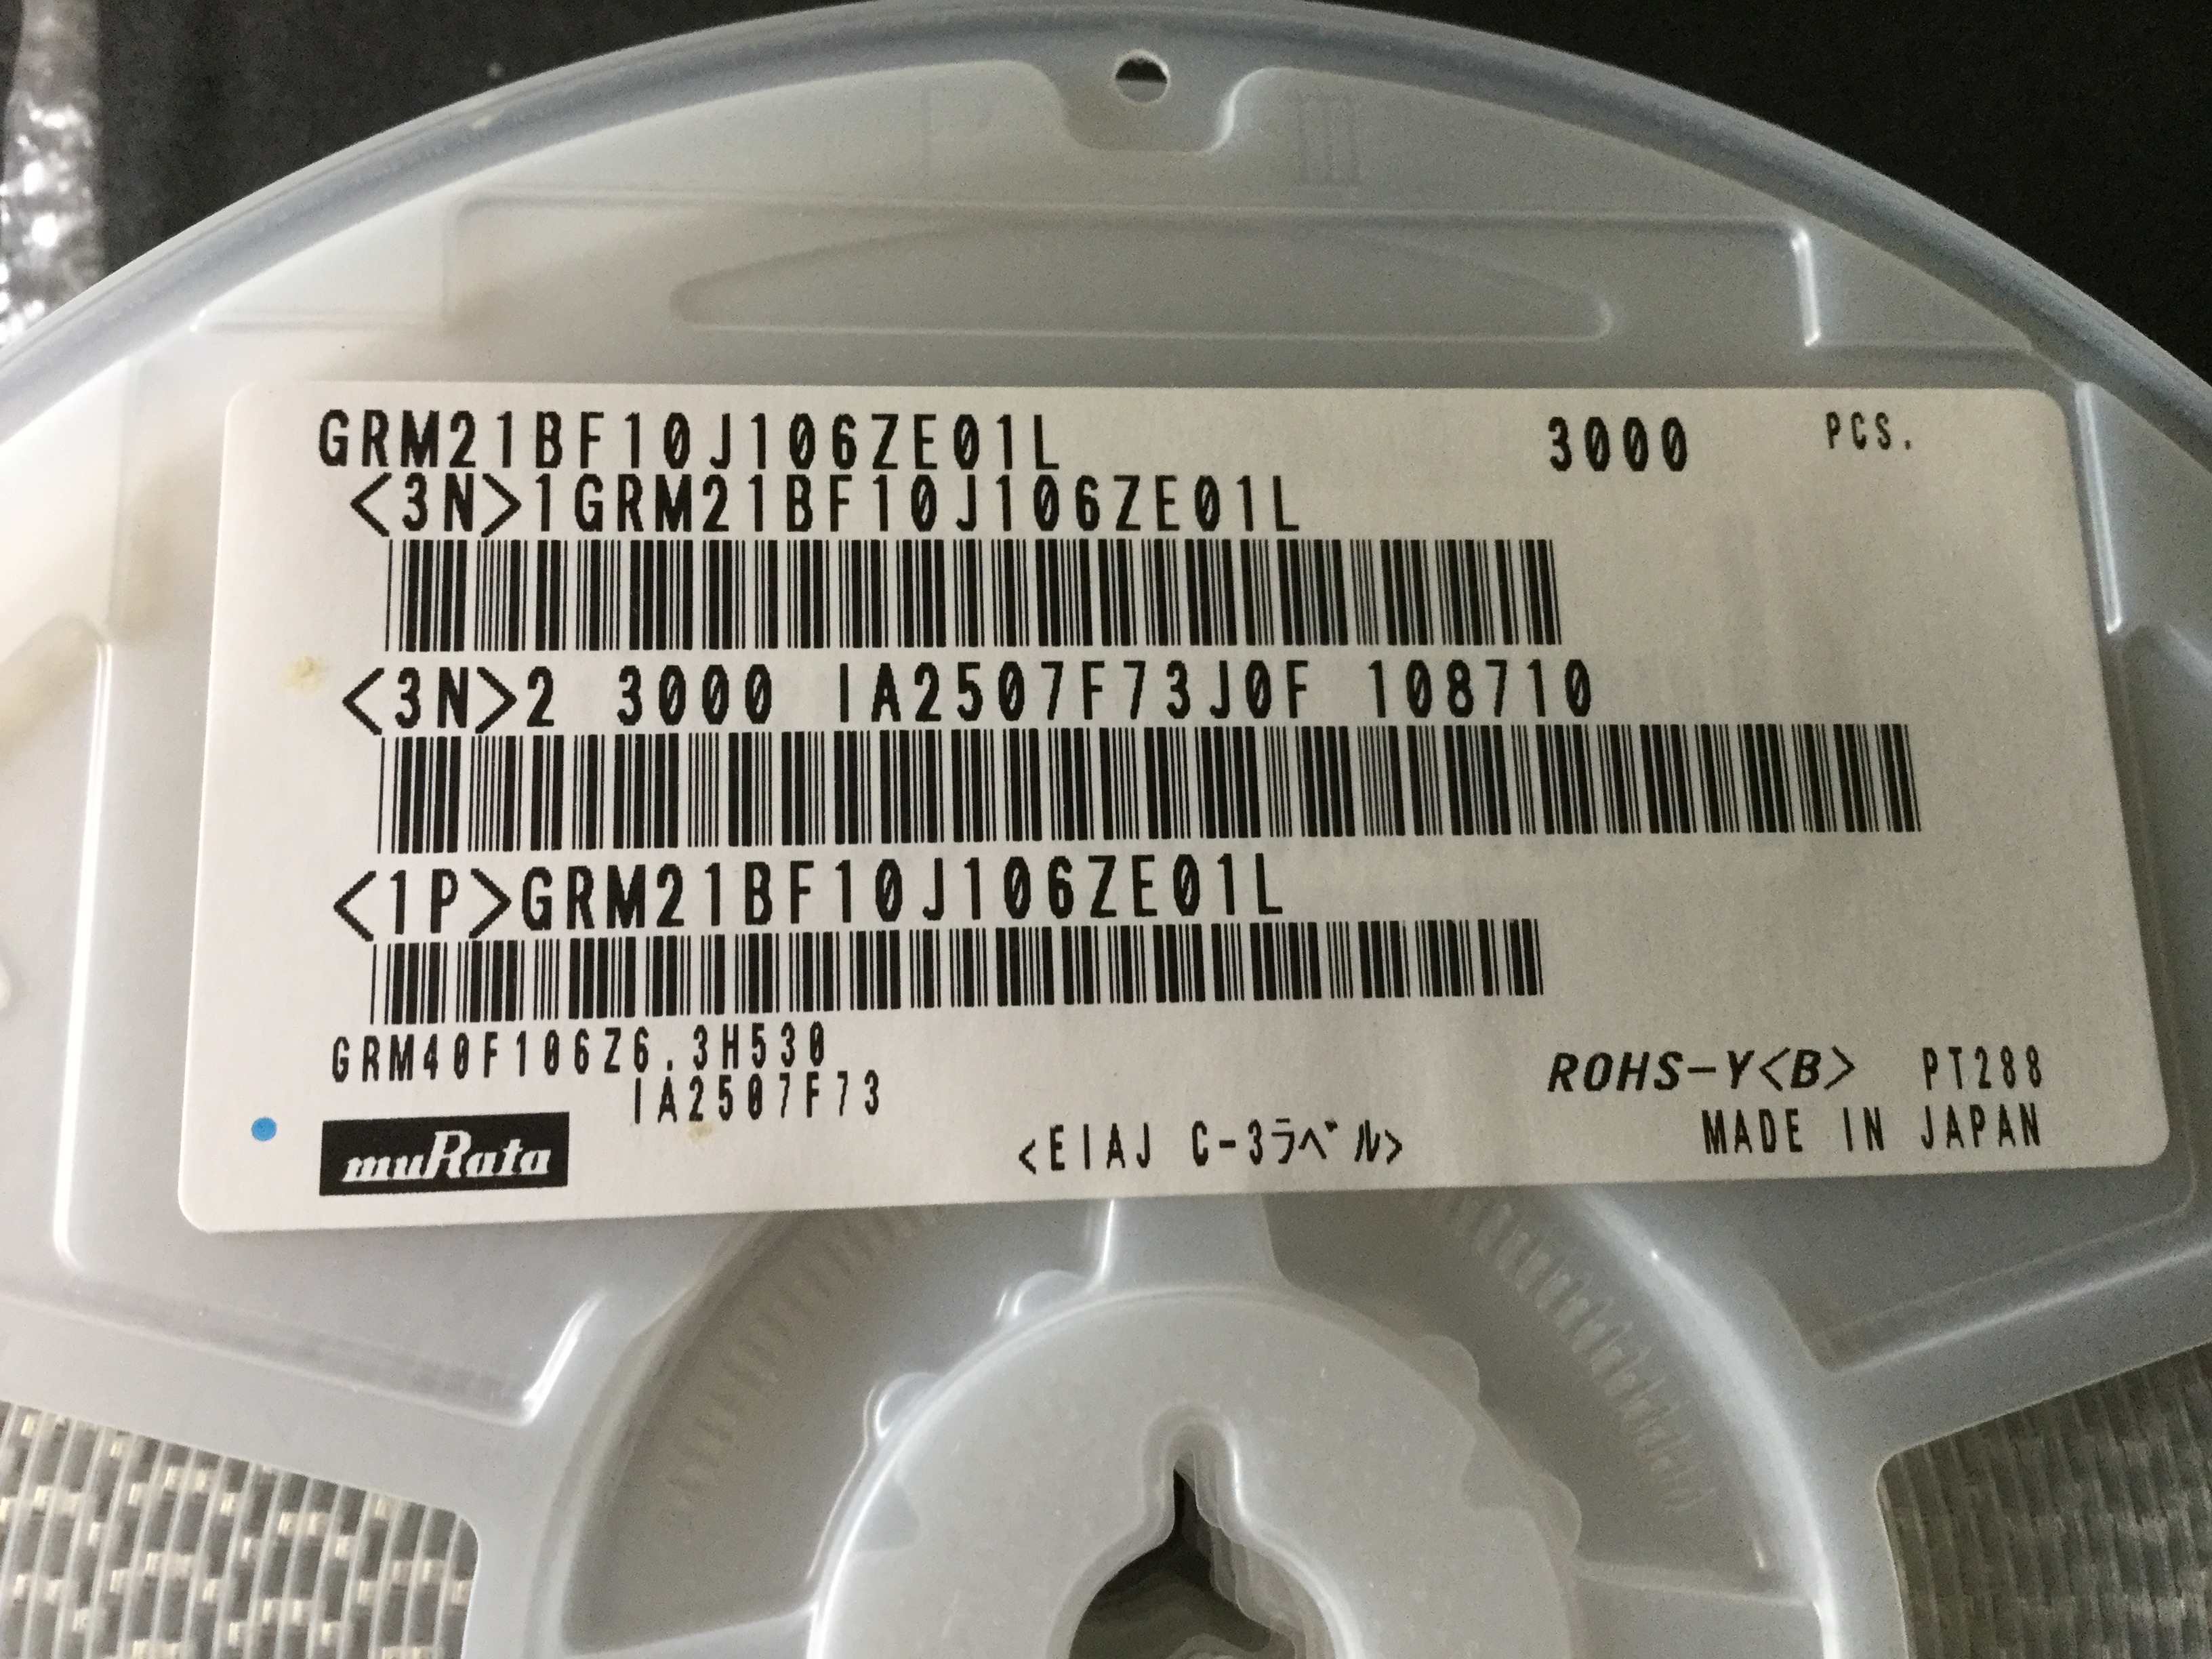 GRM21BF10J106ZE01L 3000 PCS.
<3N>1GRM21BF10J106ZE01L
<3N>2 3000 IA2507F73J0F 108710
<1P>GRM21BF10J106ZE01L
GRM40F106Z6.3H530
IA2507F73
ROHS-Y<B> PT288
muRata <EIAJ C-3ラベル> MADE IN JAPAN